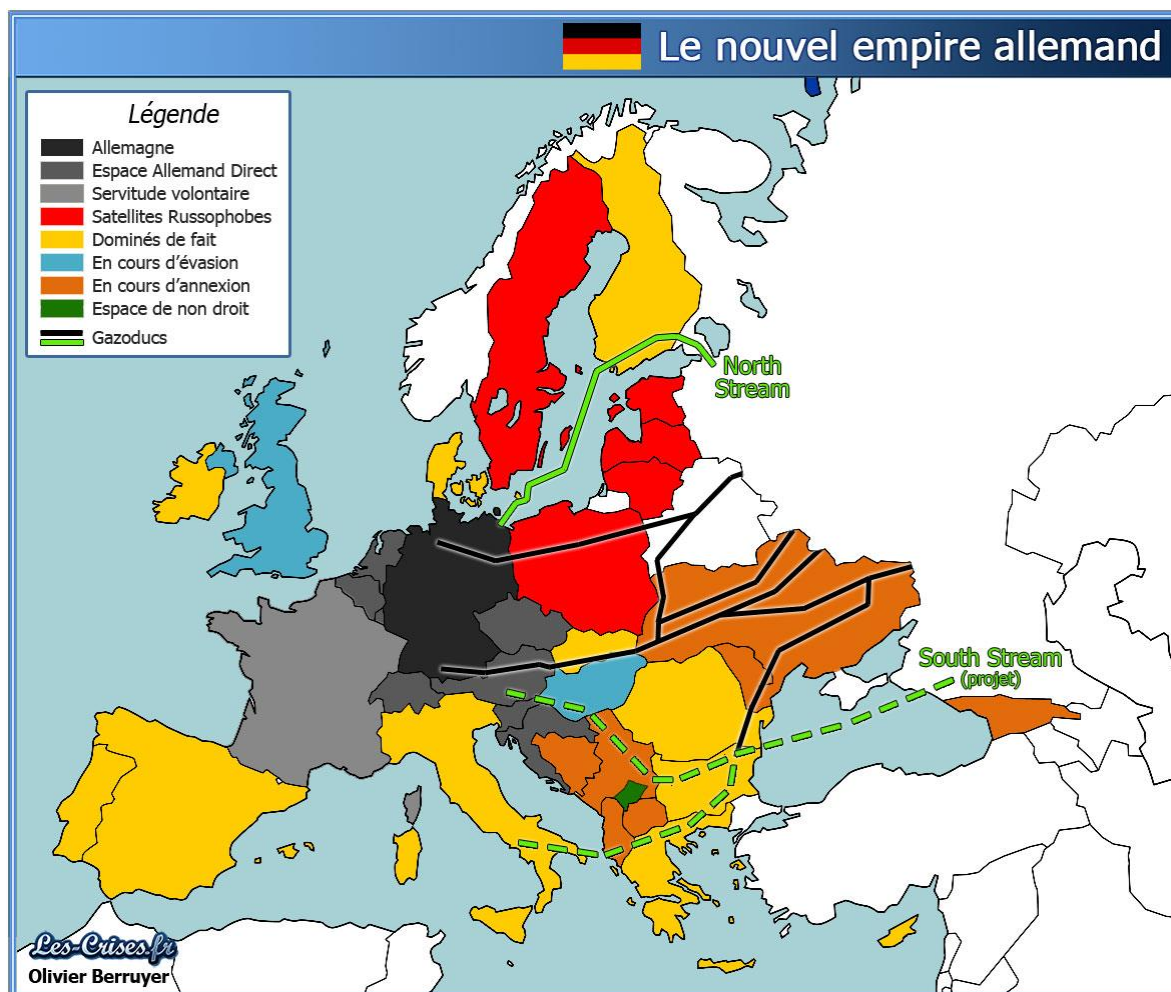 Le nouvel empire allemand
Légende
Allemagne
Espace Allemand Direct
Servitude volontaire
Satellites Russophobes
Dominés de fait
En cours d'évasion
En cours d'annexion
Espace de non droit
Gazoducs
North
Stream
South Stream
(projet)
Les-Crises.fr
Olivier Berruyer